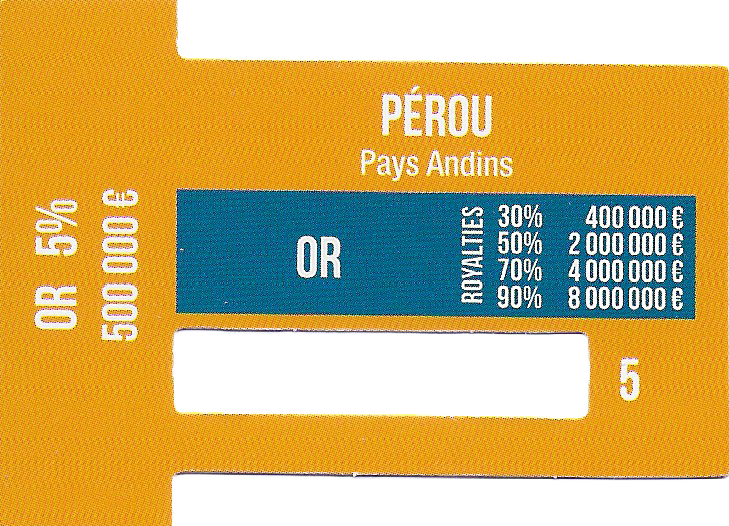 PÉROU
Pays Andins
OR 5%
500 000 €
OR
ROYALTIES
30% 400 000 €
50% 2 000 000 €
70% 4 000 000 €
90% 8 000 000 €
5